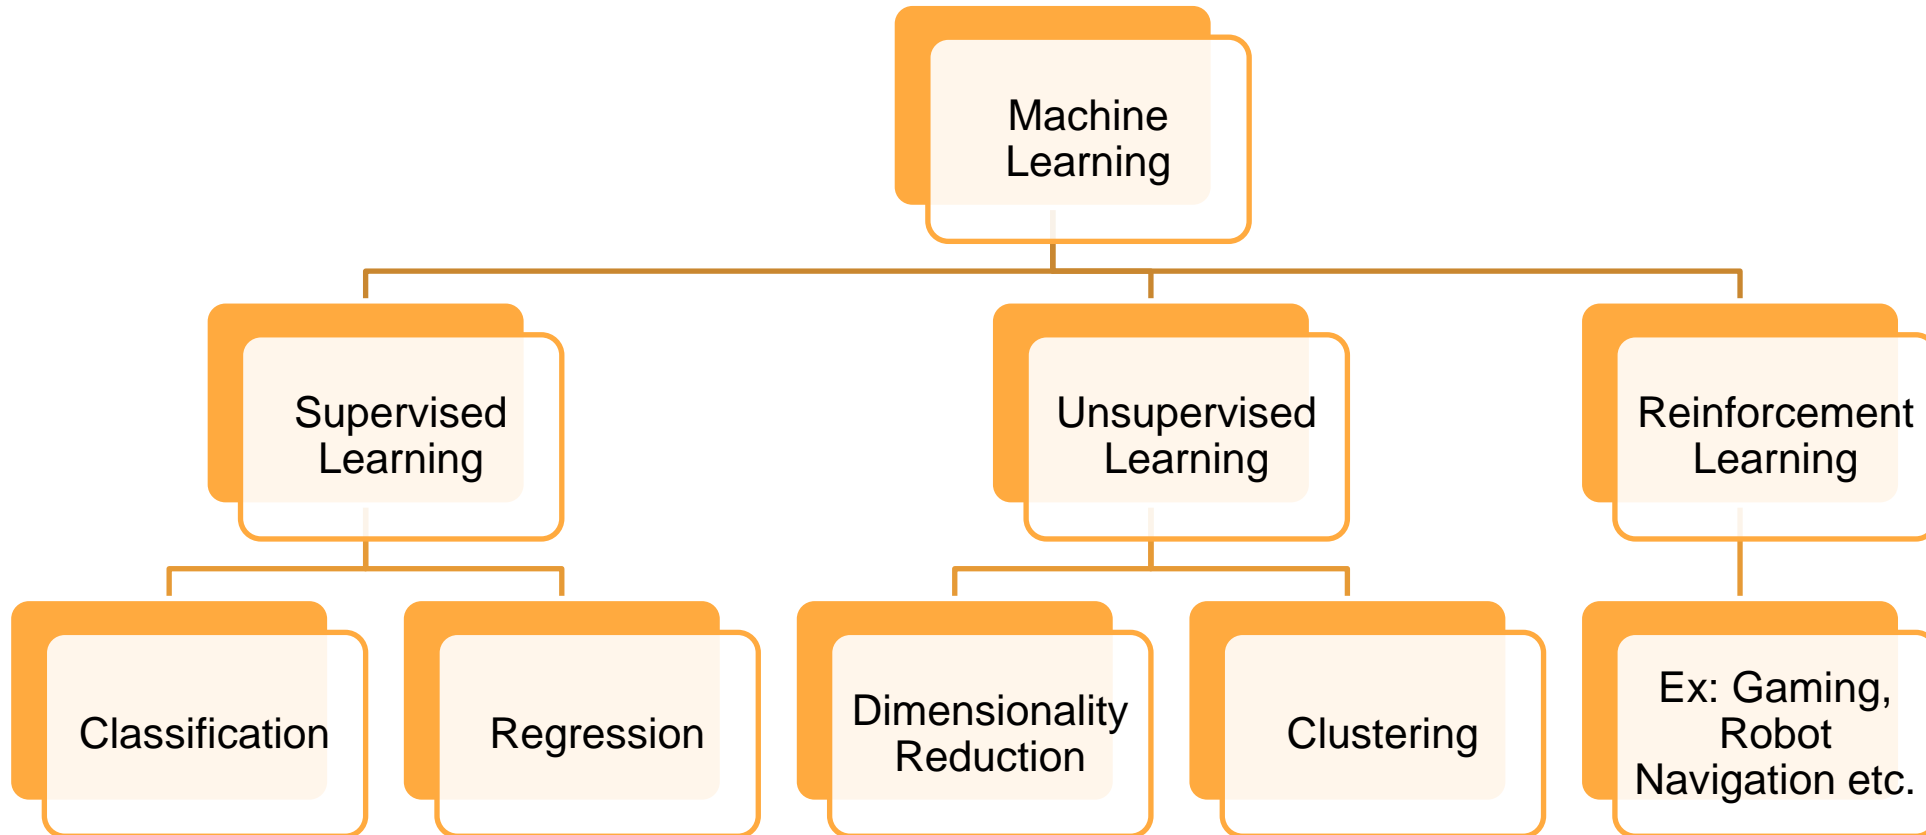 Machine
Learning
Supervised
Learning
Unsupervised
Learning
Reinforcement
Learning
Classification
Regression
Dimensionality
Reduction
Clustering
Ex: Gaming,
Robot
Navigation etc.